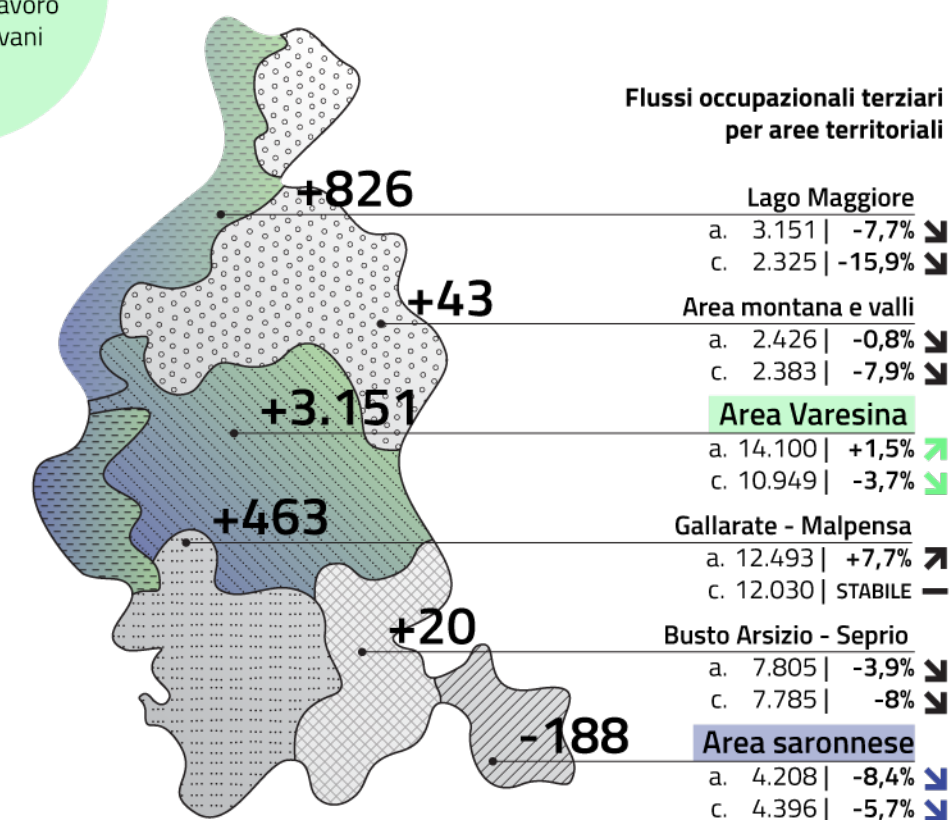 avoro
vani
Flussi occupazionali terziari
per aree territoriali
+826
Lago Maggiore
a. 3.151 | -7,7%
c. 2.325 | -15,9%
+43
Area montana e valli
a. 2.426 | -0,8%
c. 2.383 | -7,9%
+3.151
Area Varesina
a. 14.100 | +1,5%
c. 10.949 | -3,7%
+463
Gallarate - Malpensa
a. 12.493 | +7,7%
c. 12.030 | STABILE
+20
Busto Arsizio - Seprio
a. 7.805 | -3,9%
c. 7.785 | -8%
-188
Area saronnese
a. 4.208 | -8,4%
c. 4.396 | -5,7%